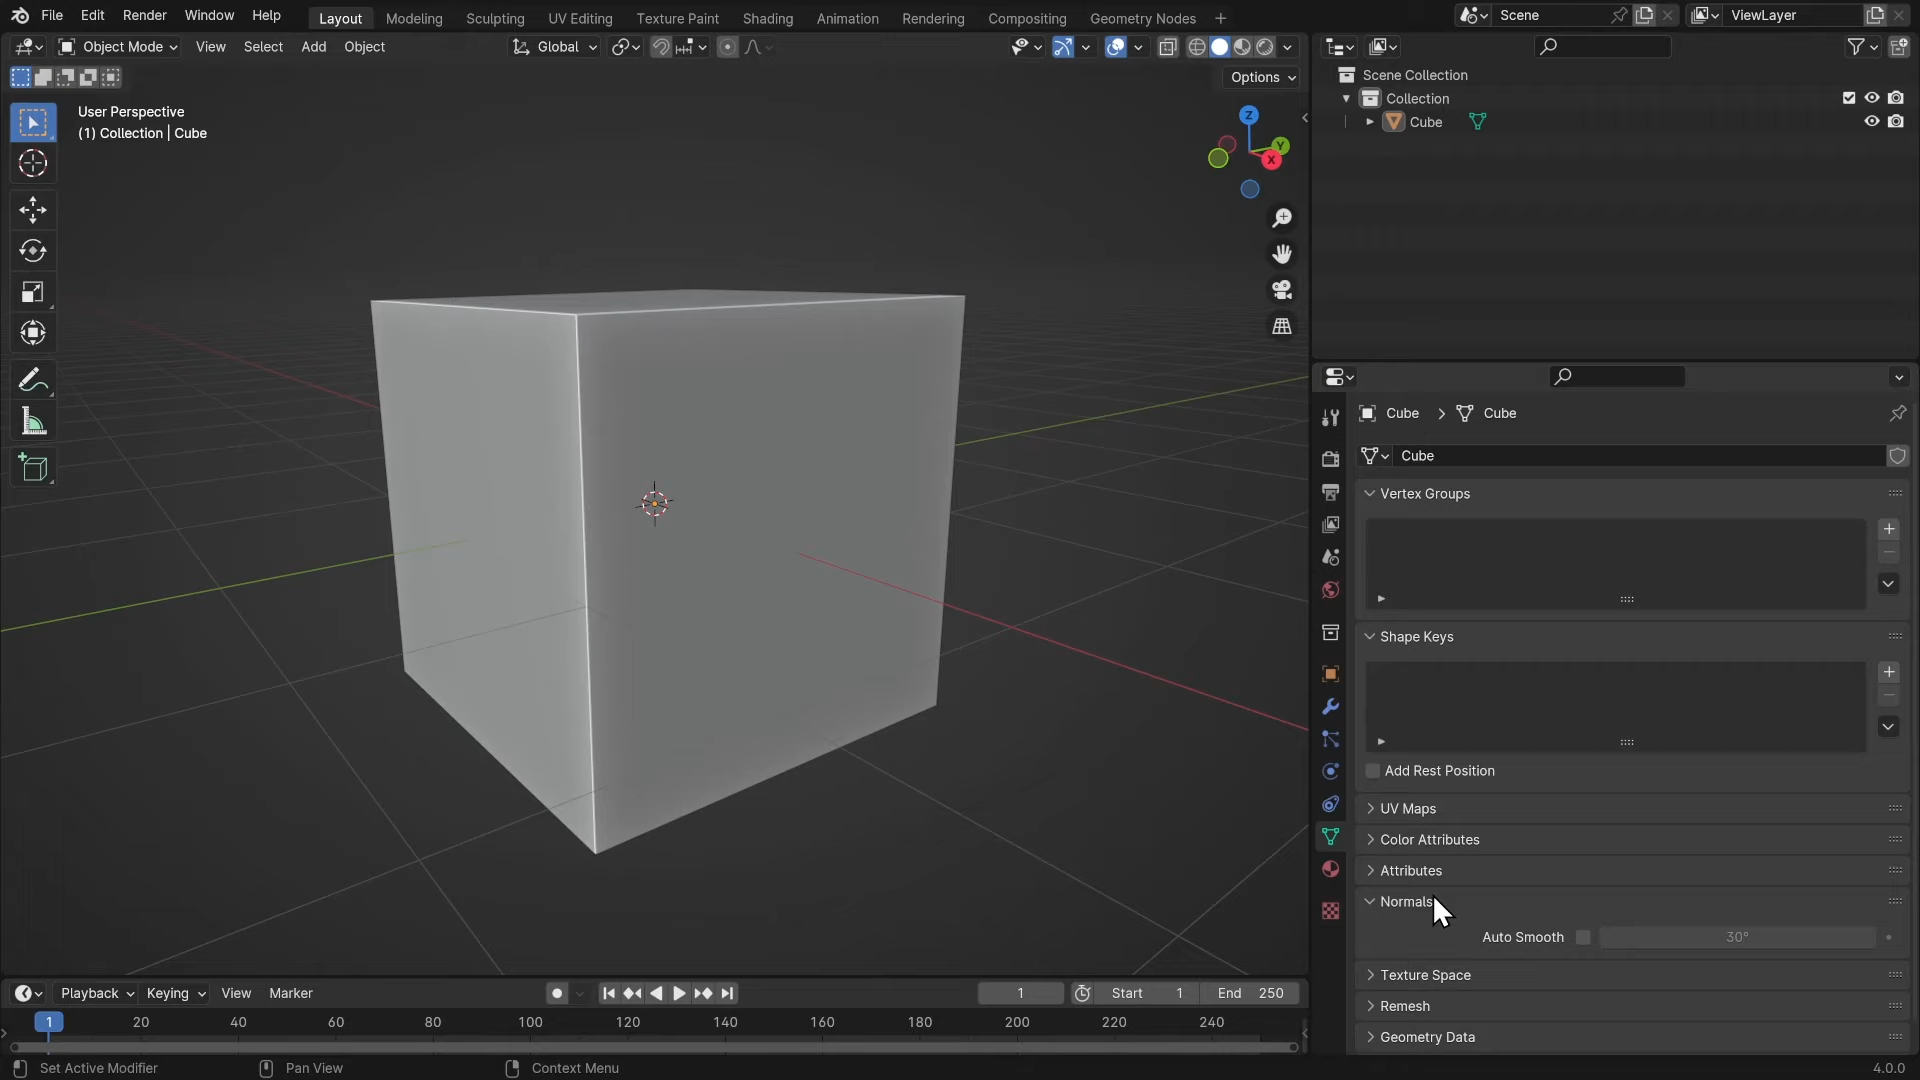 File Edit Render Window Help Layout Modeling Sculpting UV Editing Texture Paint Shading Animation Rendering Compositing Geometry Nodes + Scene ViewLayer
Object Mode View Select Add Object Global
Options
User Perspective
(1) Collection | Cube
Z
Y
X
Scene Collection
Collection
Cube
Cube > Cube
Cube
Vertex Groups
Shape Keys
Add Rest Position
UV Maps
Color Attributes
Attributes
Normals
Auto Smooth 30°
Texture Space
Remesh
Geometry Data
Playback Keying View Marker 1 Start 1 End 250
1 20 40 60 80 100 120 140 160 180 200 220 240
Set Active Modifier Pan View Context Menu 4.0.0